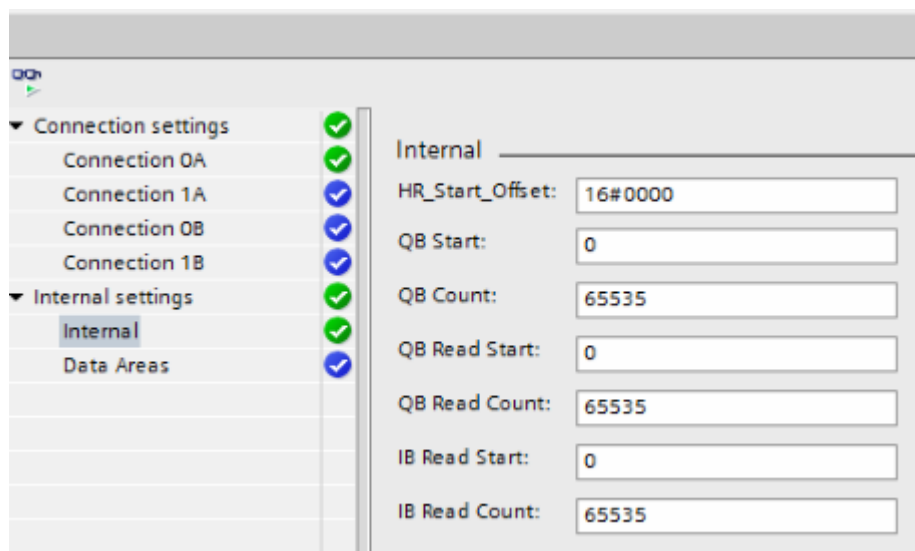 Connection settings
Connection 0A
Connection 1A
Connection 0B
Connection 1B
Internal settings
Internal
Data Areas
Internal
HR_Start_Offset: 16#0000
QB Start: 0
QB Count: 65535
QB Read Start: 0
QB Read Count: 65535
IB Read Start: 0
IB Read Count: 65535